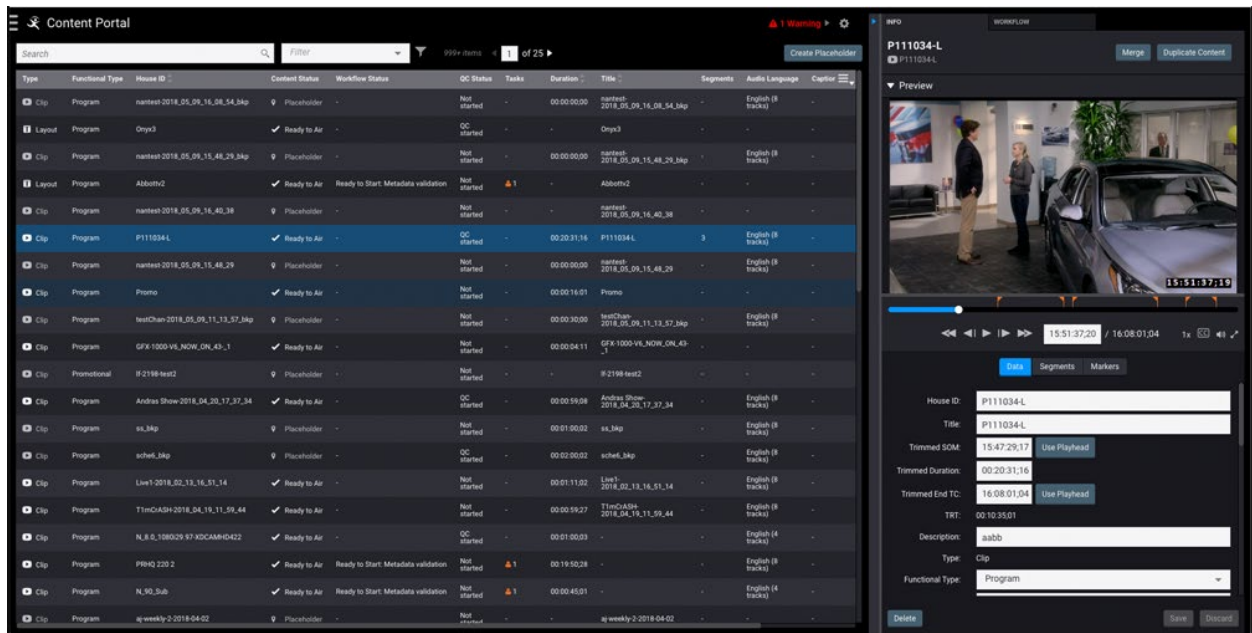 Content Portal
1 Warning
Search
Filter
999+ items 1 of 25
Create Placeholder
Type Functional Type House ID Content Status Workflow Status QC Status Tasks Duration Title Segments Audio Language Caption
Clip Program nantest-2018_05_09_16_08_54_bkp Placeholder - Not started - 00:00:00;00 nantest-2018_05_09_16_08_54_bkp - English (8 tracks) -
Layout Program Onyx3 Ready to Air - QC started - - Onyx3 - - -
Clip Program nantest-2018_05_09_15_48_29_bkp Placeholder - Not started - 00:00:00;00 nantest-2018_05_09_15_48_29_bkp - English (8 tracks) -
Layout Program Abbottv2 Ready to Air Ready to Start: Metadata validation Not started 1 - Abbottv2 - - -
Clip Program nantest-2018_05_09_16_40_38 Placeholder - Not started - - nantest-2018_05_09_16_40_38 - - -
Clip Program P111034-L Ready to Air - QC started - 00:20:31;16 P111034-L 3 English (8 tracks) -
Clip Program nantest-2018_05_09_15_48_29 Placeholder - Not started - 00:00:00;00 nantest-2018_05_09_15_48_29 - English (8 tracks) -
Clip Program Promo Ready to Air - Not started - 00:00:16:01 Promo - - -
Clip Program testChan-2018_05_09_11_13_57_bkp Placeholder - Not started - 00:00:30;00 testChan-2018_05_09_11_13_57_bkp - English (8 tracks) -
Clip Program GFX-1000-V6_NOW_ON_43-_1 Ready to Air - Not started - 00:00:04:11 GFX-1000-V6_NOW_ON_43-_1 - - -
Clip Promotional lf-2198-test2 Placeholder - Not started - - lf-2198-test2 - - -
Clip Program Andras Show-2018_04_20_17_37_34 Ready to Air - QC started - 00:00:59;08 Andras Show-2018_04_20_17_37_34 - English (8 tracks) -
Clip Program ss_bkp Placeholder - Not started - 00:01:00;02 ss_bkp - English (8 tracks) -
Clip Program sche6_bkp Placeholder - QC started - 00:02:00;02 sche6_bkp - English (8 tracks) -
Clip Program Live1-2018_02_13_16_51_14 Ready to Air - Not started - 00:01:11;02 Live1-2018_02_13_16_51_14 - English (8 tracks) -
Clip Program T1mCrASH-2018_04_19_11_59_44 Ready to Air - Not started - 00:00:59;27 T1mCrASH-2018_04_19_11_59_44 - English (8 tracks) -
Clip Program N_8.0_1080i29.97-XDCAMHD422 Ready to Air - QC started - 00:01:00;03 - - English (4 tracks) -
Clip Program PRHQ 220 2 Ready to Air Ready to Start: Metadata validation Not started 1 00:19:50;28 - - English (8 tracks) -
Clip Program N_90_Sub Ready to Air Ready to Start: Metadata validation Not started 1 00:00:45;01 - - English (4 tracks) -
Clip Program aj-weekly-2-2018-04-02 Placeholder - Not started - - aj-weekly-2-2018-04-02 - - -
INFO WORKFLOW
P111034-L
P111034-L
Merge Duplicate Content
Preview
15:51:37;19
15:51:37;20 / 16:08:01;04 1x CC
Data Segments Markers
House ID: P111034-L
Title: P111034-L
Trimmed SOM: 15:47:29;17 Use Playhead
Trimmed Duration: 00:20:31;16
Trimmed End TC: 16:08:01;04 Use Playhead
TRT: 00:10:35;01
Description: aabb
Type: Clip
Functional Type: Program
Delete Save Discard